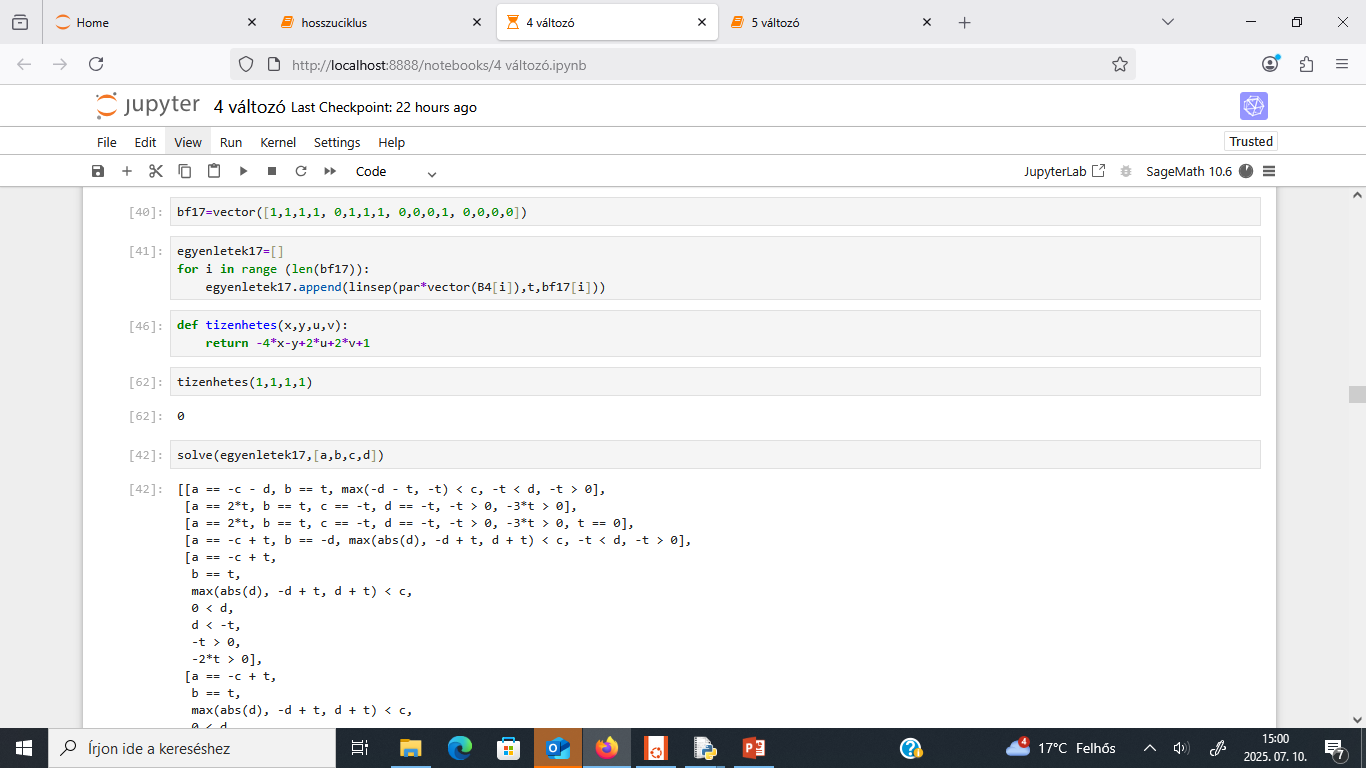 Home
hosszuciklus
4 változó
5 változó
http://localhost:8888/notebooks/4 változó.ipynb
jupyter 4 változó Last Checkpoint: 22 hours ago
File Edit View Run Kernel Settings Help
Trusted
Code
JupyterLab
SageMath 10.6
[40]: bf17=vector([1,1,1,1, 0,1,1,1, 0,0,0,1, 0,0,0,0])
[41]: egyenletek17=[]
for i in range (len(bf17)):
    egyenletek17.append(linsep(par*vector(B4[i]),t,bf17[i]))
[46]: def tizenhetes(x,y,u,v):
    return -4*x-y+2*u+2*v+1
[62]: tizenhetes(1,1,1,1)
[62]: 0
[42]: solve(egyenletek17,[a,b,c,d])
[42]: [[a == -c - d, b == t, max(-d - t, -t) < c, -t < d, -t > 0],
[a == 2*t, b == t, c == -t, d == -t, -t > 0, -3*t > 0],
[a == 2*t, b == t, c == -t, d == -t, -t > 0, -3*t > 0, t == 0],
[a == -c + t, b == -d, max(abs(d), -d + t, d + t) < c, -t < d, -t > 0],
[a == -c + t,
b == t,
max(abs(d), -d + t, d + t) < c,
0 < d,
d < -t,
-t > 0,
-2*t > 0],
[a == -c + t,
b == t,
max(abs(d), -d + t, d + t) < c,
0 < d,
Írjon ide a kereséshez
4
17°C Felhős
15:00
2025. 07. 10.
7